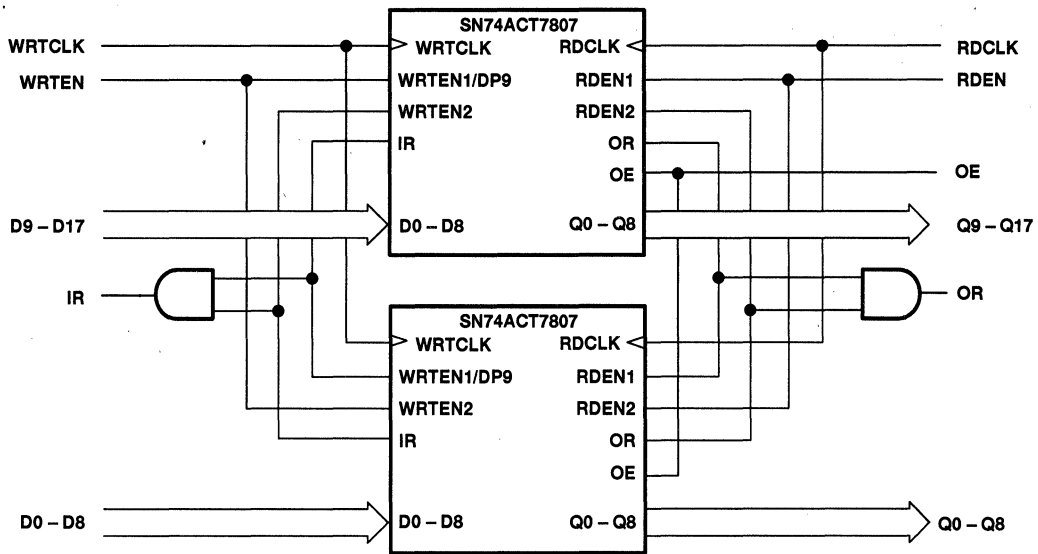 SN74ACT7807
WRTCLK
WRTCLK
RDCLK
RDCLK
WRTEN
WRTEN1/DP9
RDEN1
RDEN
WRTEN2
RDEN2
IR
OR
OE
OE
D9 – D17
D0 – D8
Q0 – Q8
Q9 – Q17
IR
OR
SN74ACT7807
WRTCLK
RDCLK
WRTEN1/DP9
RDEN1
WRTEN2
RDEN2
IR
OR
OE
D0 – D8
D0 – D8
Q0 – Q8
Q0 – Q8